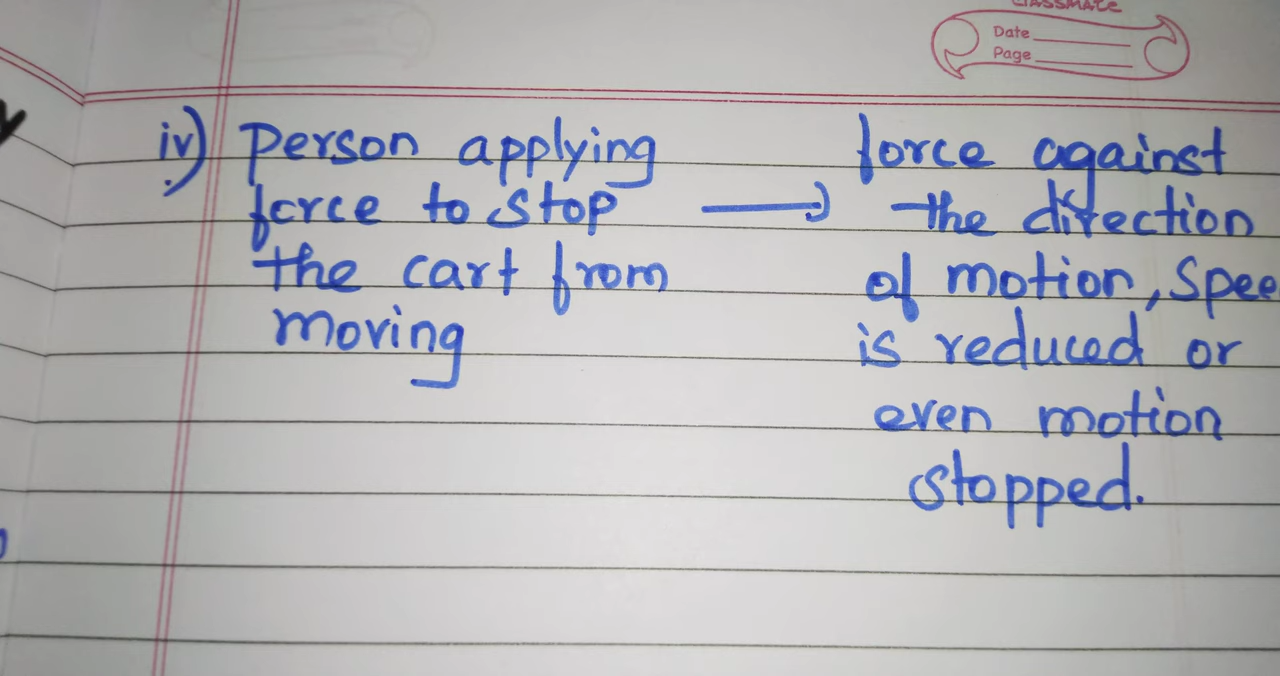 classmate
Date
Page
iv) Person applying force against
force to stop → the direction
the cart from of motion, Spee
moving is reduced or
even motion
stopped.